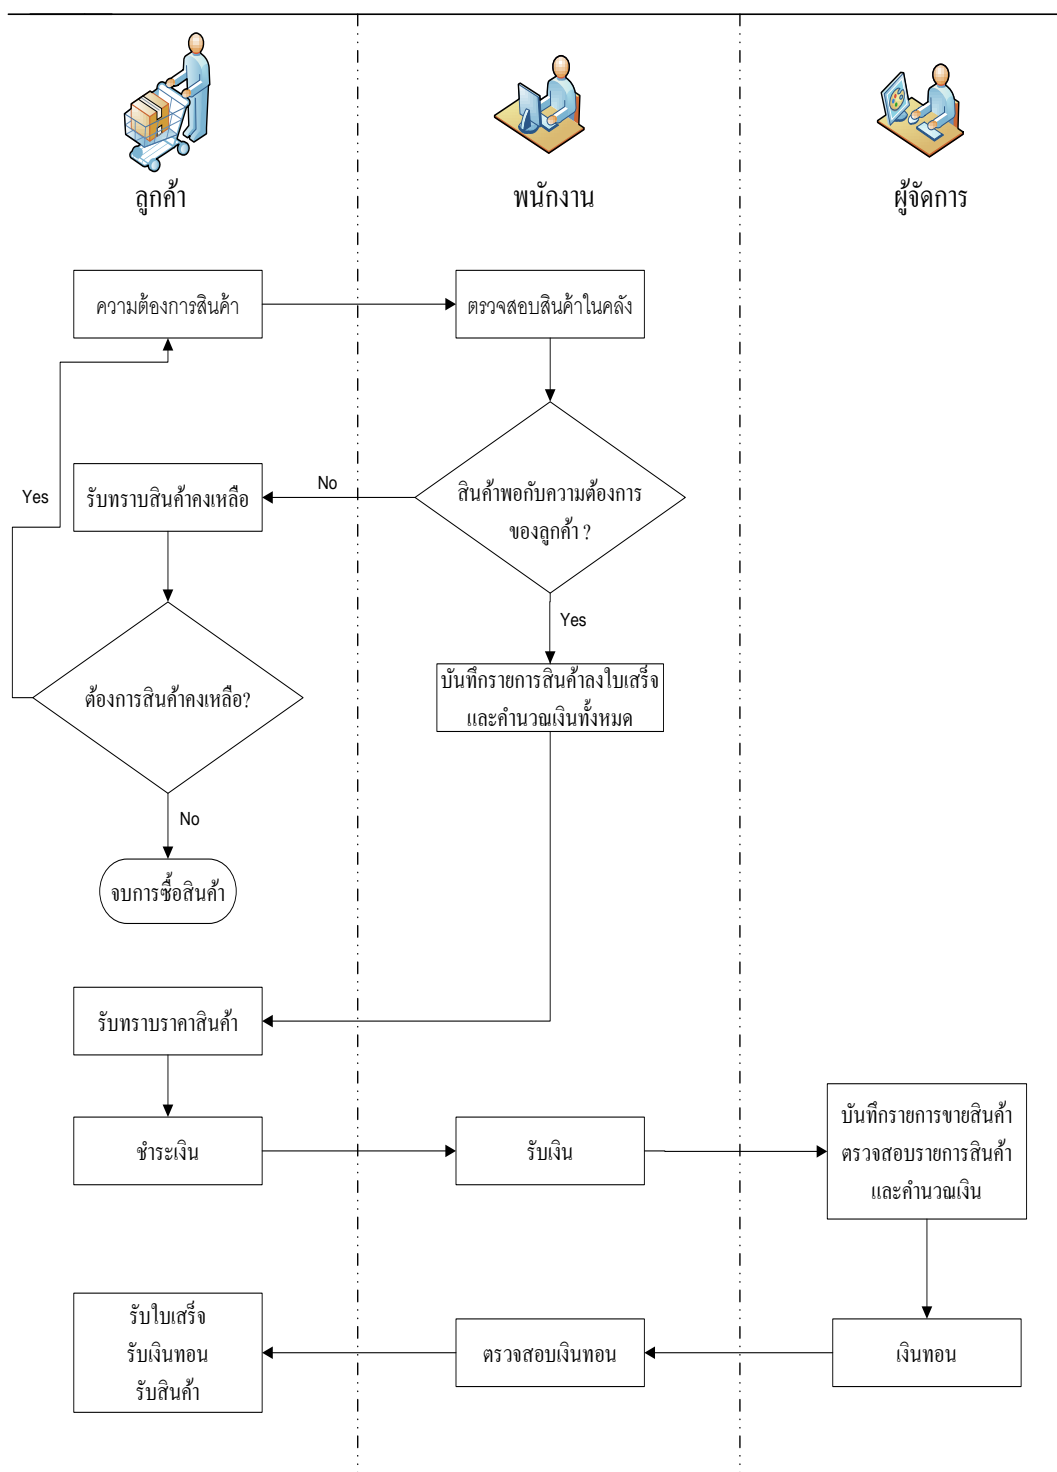 ลูกค้า
พนักงาน
ผู้จัดการ
ความต้องการสินค้า
ตรวจสอบสินค้าในคลัง
สินค้าพอกับความต้องการ
ของลูกค้า ?
No
รับทราบสินค้าคงเหลือ
Yes
ต้องการสินค้าคงเหลือ?
Yes
บันทึกรายการสินค้าลงใบเสร็จ
และคำนวณเงินทั้งหมด
No
จบการซื้อสินค้า
รับทราบราคาสินค้า
ชำระเงิน
รับเงิน
บันทึกรายการขายสินค้า
ตรวจสอบรายการสินค้า
และคำนวณเงิน
เงินทอน
ตรวจสอบเงินทอน
รับใบเสร็จ
รับเงินทอน
รับสินค้า